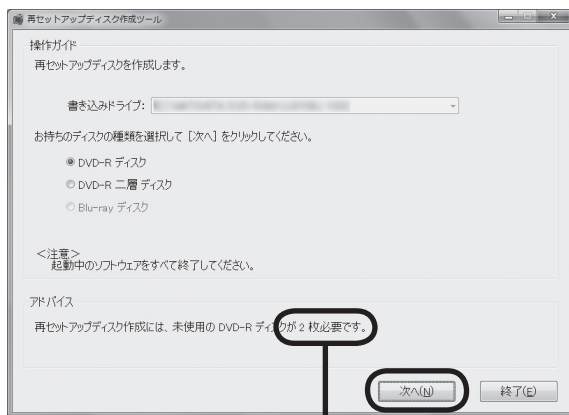 再セットアップディスク作成ツール
操作ガイド
再セットアップディスクを作成します。
書き込みドライブ:
お持ちのディスクの種類を選択して [次へ] をクリックしてください。
DVD-R ディスク
DVD-R 二層 ディスク
Blu-ray ディスク
<注意>
起動中のソフトウェアをすべて終了してください。
アドバイス
再セットアップディスク作成には、未使用の DVD-R ディスクが 2 枚必要です。
次へ(N)
終了(E)